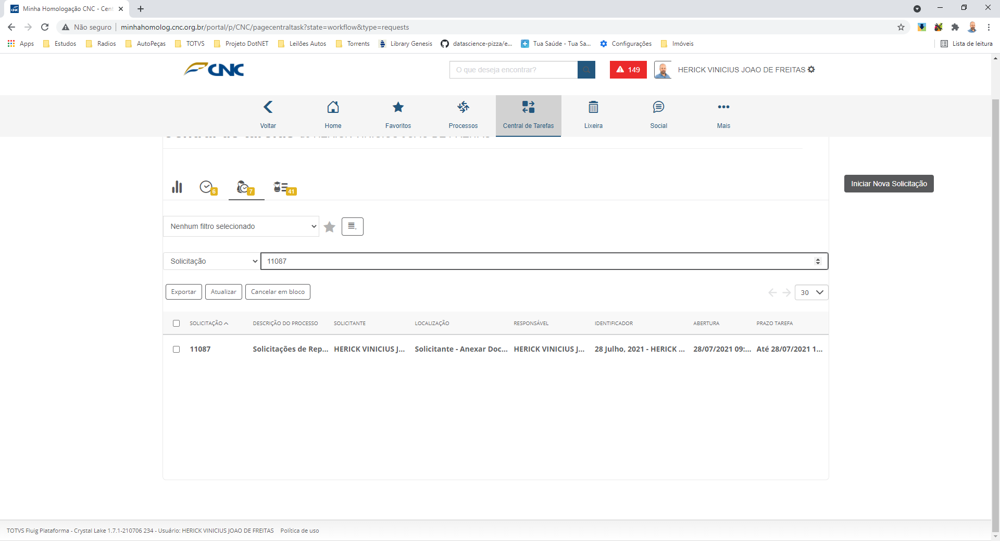 Minha Homologação CNC - Cent
Não seguro
minhahomolog.cnc.org.br/portal/p/CNC/pagecentraltask?state=workflow&type=requests
Apps
Estudos
Radios
AutoPeças
TOTVS
Projeto DotNET
Leilões Autos
Torrents
Library Genesis
datascience-pizza/e...
Tua Saúde - Tua Sa...
Configurações
Imóveis
Lista de leitura
CNC
O que deseja encontrar?
149
HERICK VINICIUS JOAO DE FREITAS
Voltar
Home
Favoritos
Processos
Central de Tarefas
Lixeira
Social
Mais
6
7
41
Iniciar Nova Solicitação
Nenhum filtro selecionado
Solicitação
11087
Exportar
Atualizar
Cancelar em bloco
30
SOLICITAÇÃO
DESCRIÇÃO DO PROCESSO
SOLICITANTE
LOCALIZAÇÃO
RESPONSÁVEL
IDENTIFICADOR
ABERTURA
PRAZO TAREFA
11087
Solicitações de Rep...
HERICK VINICIUS J...
Solicitante - Anexar Doc...
HERICK VINICIUS J...
28 Julho, 2021 - HERICK ...
28/07/2021 09:...
Até 28/07/2021 1...
TOTVS Fluig Plataforma - Crystal Lake 1.7.1-210706 234 - Usuário: HERICK VINICIUS JOAO DE FREITAS
Política de uso